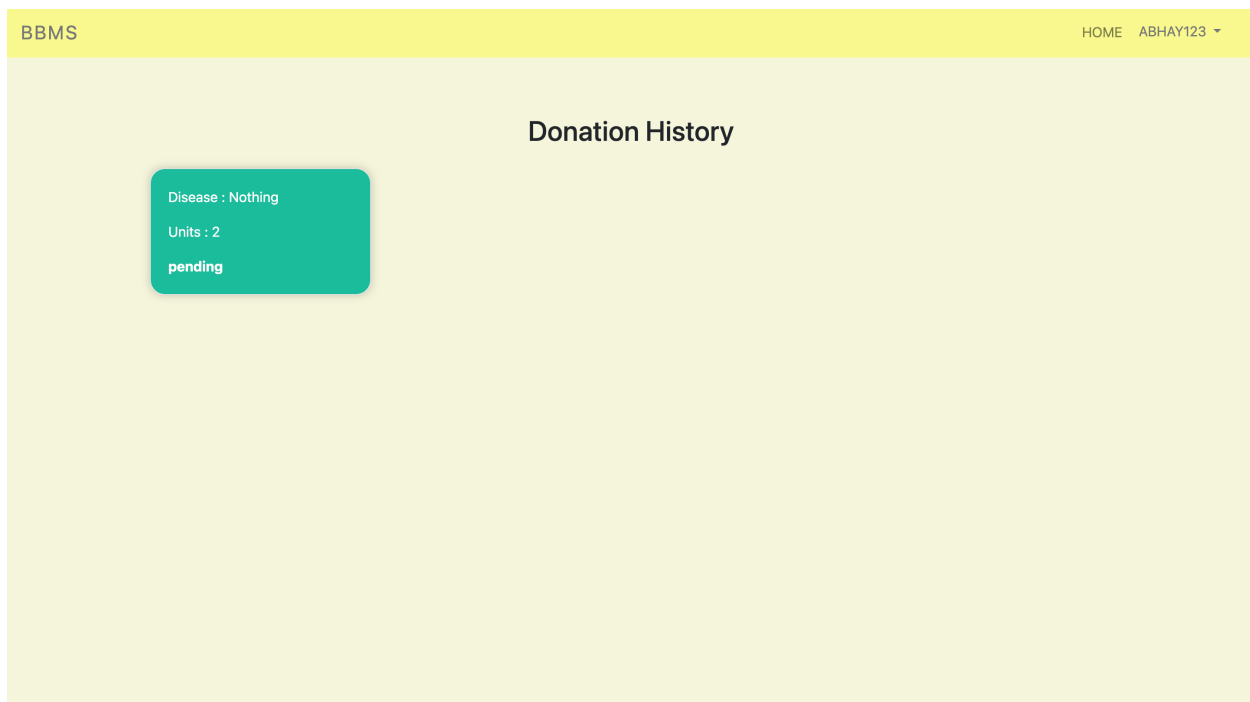 BBMS
HOME
ABHAY123
Donation History
Disease : Nothing
Units : 2
pending